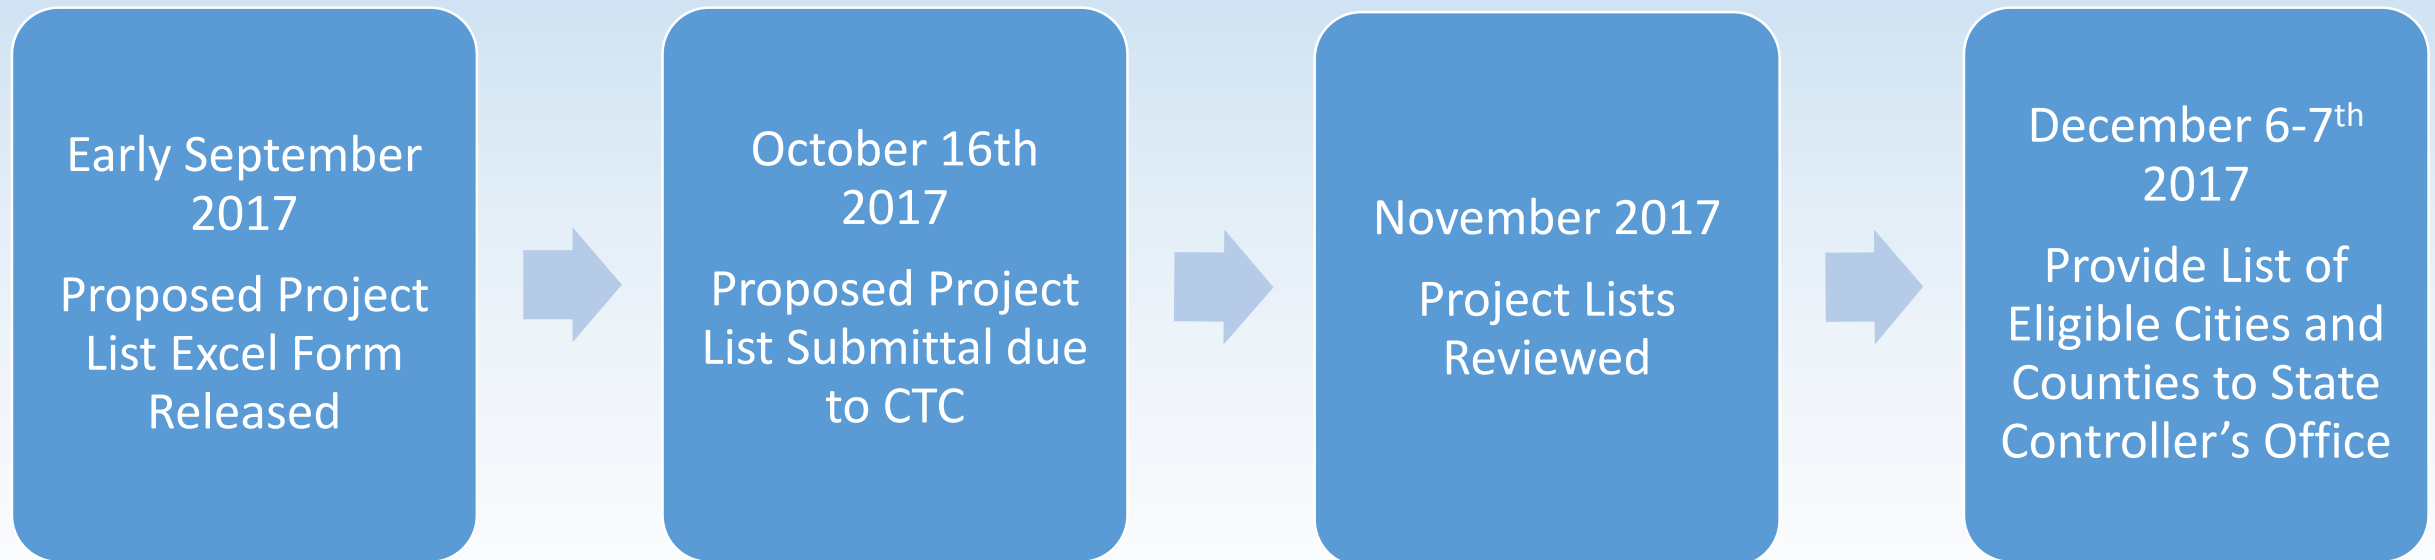 Early September
2017
Proposed Project
List Excel Form
Released
October 16th
2017
Proposed Project
List Submittal due
to CTC
November 2017
Project Lists
Reviewed
December 6-7th
2017
Provide List of
Eligible Cities and
Counties to State
Controller’s Office